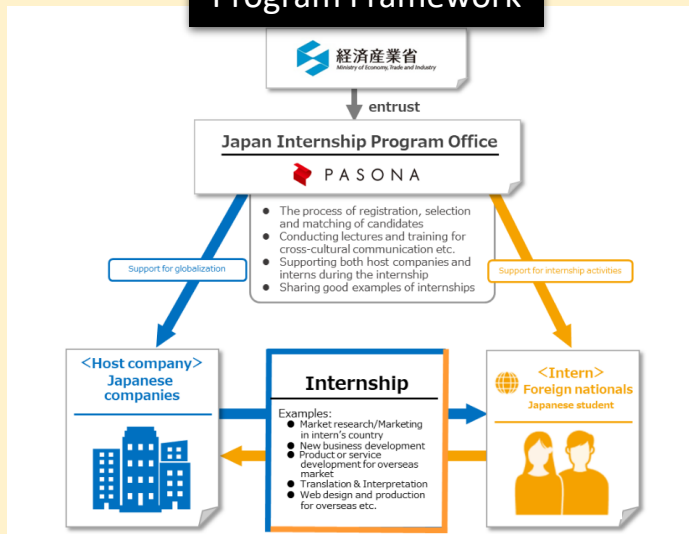 Program Framework
経済産業省
Ministry of Economy, Trade and Industry
entrust
Japan Internship Program Office
PASONA
● The process of registration, selection
and matching of candidates
● Conducting lectures and training for
cross-cultural communication etc.
● Supporting both host companies and
interns during the internship
● Sharing good examples of internships
Support for globalization
Support for internship activities
<Host company>
Japanese
companies
Internship
Examples:
● Market research/Marketing
in intern's country
● New business development
● Product or service
development for overseas
market
● Translation & Interpretation
● Web design and production
for overseas etc.
<Intern>
Foreign nationals
Japanese student